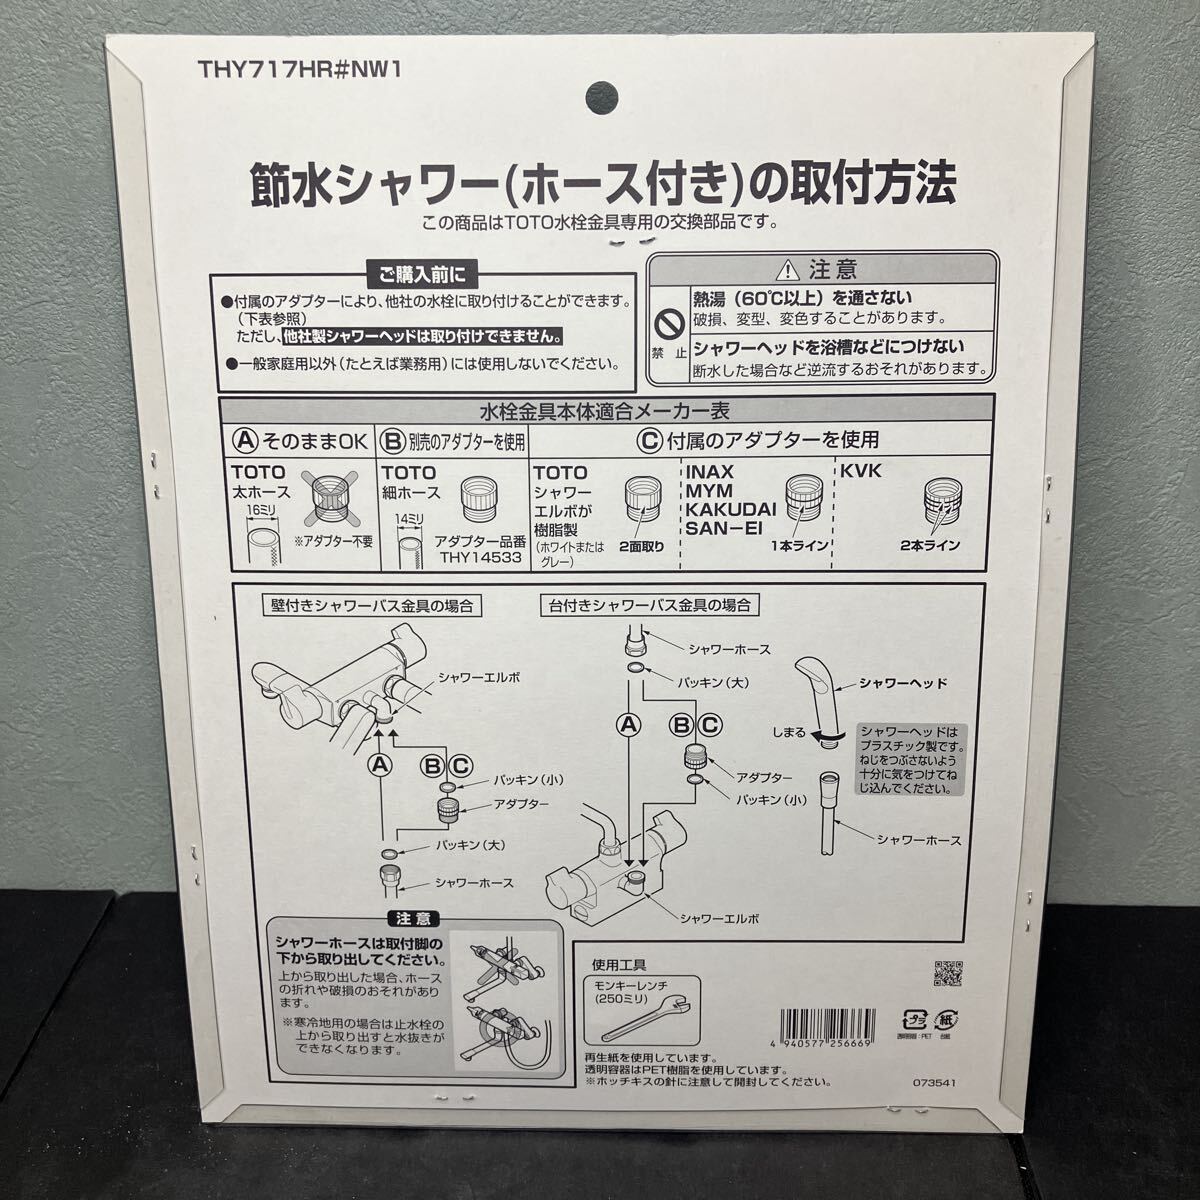 THY717HR#NW1
節水シャワー(ホース付き)の取付方法
この商品はTOTO水栓金具専用の交換部品です。
ご購入前に
●付属のアダプターにより、他社の水栓に取り付けることができます。
(下表参照)
ただし、他社製シャワーヘッドは取り付けできません。
●一般家庭用以外(たとえば業務用)には使用しないでください。
注意
禁止
熱湯(60℃以上)を通さない
破損、変型、変色することがあります。
シャワーヘッドを浴槽などにつけない
断水した場合など逆流するおそれがあります。
水栓金具本体適合メーカー表
Ⓐそのままok
Ⓑ別売のアダプターを使用
Ⓒ付属のアダプターを使用
TOTO
太ホース
16ミリ
※アダプター不要
TOTO
細ホース
14ミリ
アダプター品番
THY14533
TOTO
シャワー
エルボが
樹脂製
(ホワイトまたは
グレー)
2面取り
INAX
MYM
KAKUDAI
SAN-EI
1本ライン
KVK
2本ライン
壁付きシャワーバス金具の場合
シャワーエルボ
Ⓐ
Ⓑ Ⓒ
パッキン(小)
アダプター
パッキン(大)
シャワーホース
台付きシャワーバス金具の場合
シャワーホース
パッキン(大)
Ⓐ
Ⓑ Ⓒ
アダプター
パッキン(小)
シャワーエルボ
シャワーヘッド
しまる
シャワーヘッドは
プラスチック製です。
ねじをつぶさないよう
十分に気をつけてね
じ込んでください。
シャワーホース
注意
シャワーホースは取付脚の
下から取り出してください。
上から取り出した場合、ホース
の折れや破損のおそれがあり
ます。
※寒冷地用の場合は止水栓の
上から取り出すと水抜きが
できなくなります。
使用工具
モンキーレンチ
(250ミリ)
再生紙を使用しています。
透明容器はPET樹脂を使用しています。
※ホッチキスの針に注意して開封してください。
4 940577 256669
プラ
紙
透明樹脂:PET
台紙
073541